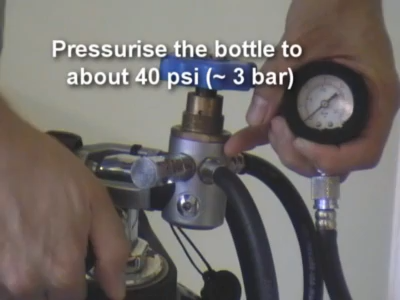 Pressurise the bottle to
about 40 psi (~ 3 bar)